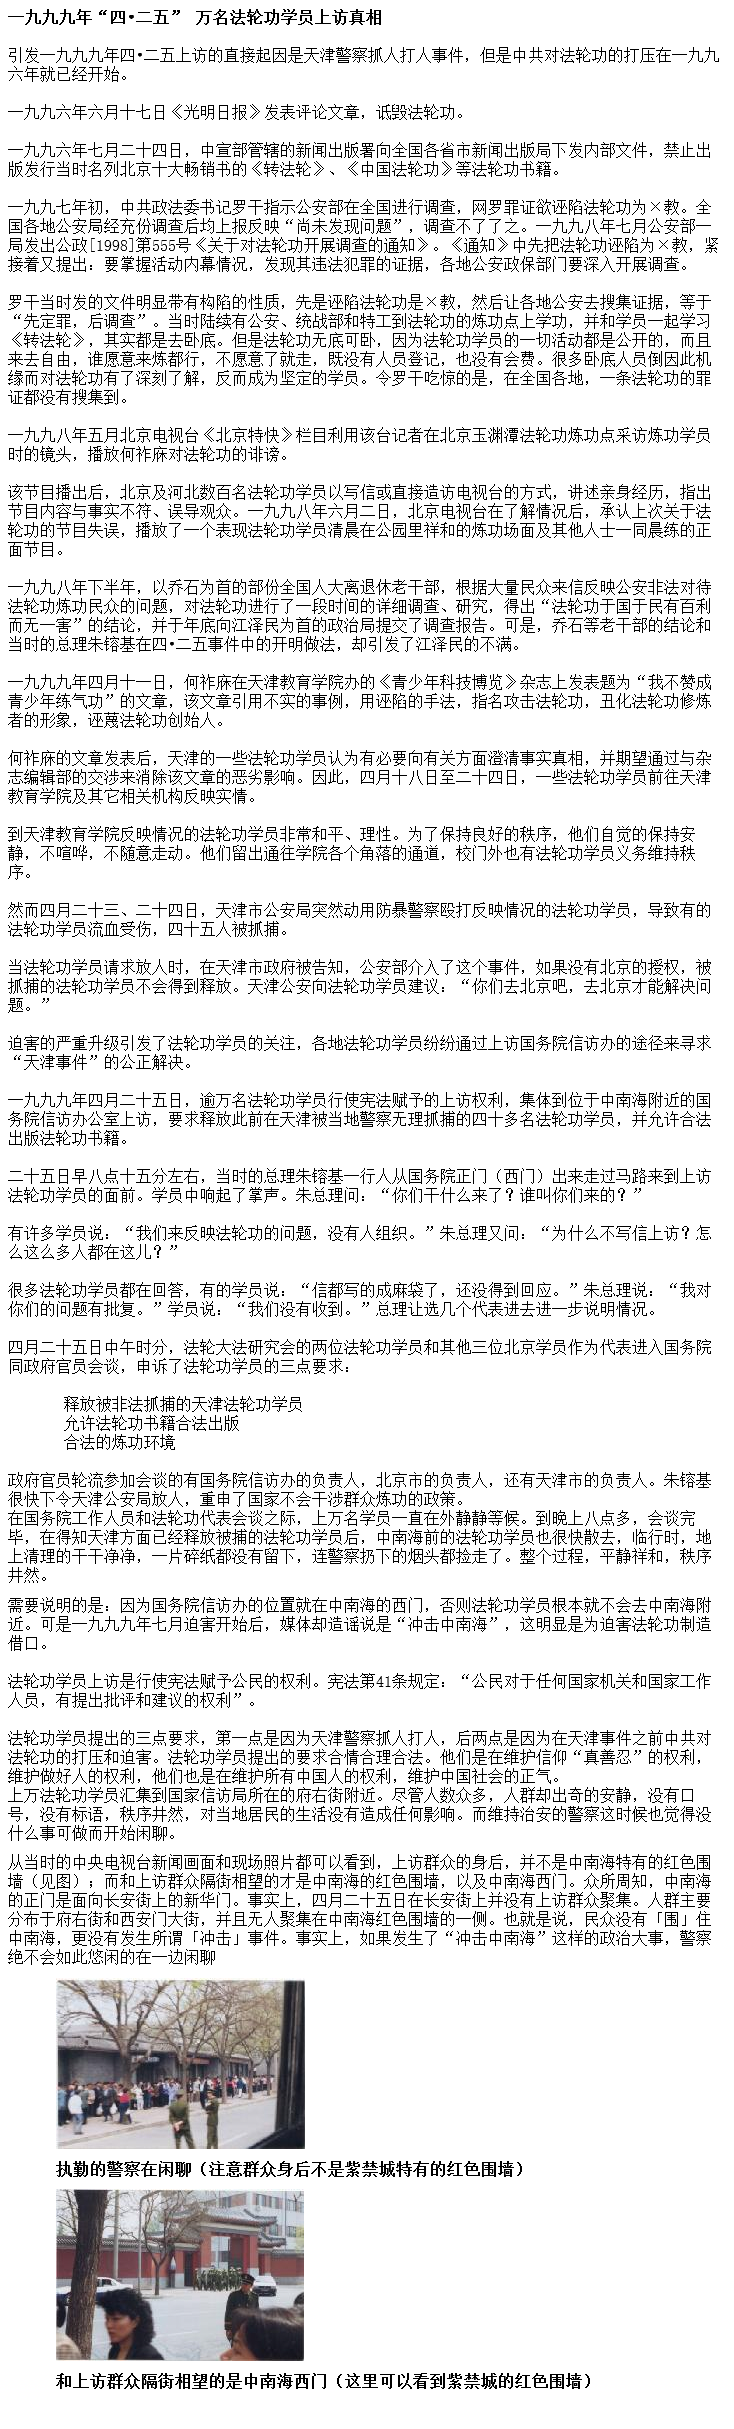 一九九九年“四•二五” 万名法轮功学员上访真相
引发一九九九年四•二五上访的直接起因是天津警察抓人打人事件，但是中共对法轮功的打压在一九九
六年就已经开始。
一九九六年六月十七日《光明日报》发表评论文章，诋毁法轮功。
一九九六年七月二十四日，中宣部管辖的新闻出版署向全国各省市新闻出版局下发内部文件，禁止出
版发行当时名列北京十大畅销书的《转法轮》、《中国法轮功》等法轮功书籍。
一九九七年初，中共政法委书记罗干指示公安部在全国进行调查，网罗罪证欲诬陷法轮功为×教。全
国各地公安局经充份调查后均上报反映“尚未发现问题”，调查不了了之。一九九八年七月公安部一
局发出公政[1998]第555号《关于对法轮功开展调查的通知》。《通知》中先把法轮功诬陷为×教，紧
接着又提出：要掌握活动内幕情况，发现其违法犯罪的证据，各地公安政保部门要深入开展调查。
罗干当时发的文件明显带有构陷的性质，先是诬陷法轮功是×教，然后让各地公安去搜集证据，等于
“先定罪，后调查”。当时陆续有公安、统战部和特工到法轮功的炼功点上学功，并和学员一起学习
《转法轮》，其实都是去卧底。但是法轮功无底可卧，因为法轮功学员的一切活动都是公开的，而且
来去自由，谁愿意来炼都行，不愿意了就走，既没有人员登记，也没有会费。很多卧底人员倒因此机
缘而对法轮功有了深刻了解，反而成为坚定的学员。令罗干吃惊的是，在全国各地，一条法轮功的罪
证都没有搜集到。
一九九八年五月北京电视台《北京特快》栏目利用该台记者在北京玉渊潭法轮功炼功点采访炼功学员
时的镜头，播放何祚庥对法轮功的诽谤。
该节目播出后，北京及河北数百名法轮功学员以写信或直接造访电视台的方式，讲述亲身经历，指出
节目内容与事实不符、误导观众。一九九八年六月二日，北京电视台在了解情况后，承认上次关于法
轮功的节目失误，播放了一个表现法轮功学员清晨在公园里祥和的炼功场面及其他人士一同晨练的正
面节目。
一九九八年下半年，以乔石为首的部份全国人大离退休老干部，根据大量民众来信反映公安非法对待
法轮功炼功民众的问题，对法轮功进行了一段时间的详细调查、研究，得出“法轮功于国于民有百利
而无一害”的结论，并于年底向江泽民为首的政治局提交了调查报告。可是，乔石等老干部的结论和
当时的总理朱镕基在四•二五事件中的开明做法，却引发了江泽民的不满。
一九九九年四月十一日，何祚庥在天津教育学院办的《青少年科技博览》杂志上发表题为“我不赞成
青少年练气功”的文章，该文章引用不实的事例，用诬陷的手法，指名攻击法轮功，丑化法轮功修炼
者的形象，诬蔑法轮功创始人。
何祚庥的文章发表后，天津的一些法轮功学员认为有必要向有关方面澄清事实真相，并期望通过与杂
志编辑部的交涉来消除该文章的恶劣影响。因此，四月十八日至二十四日，一些法轮功学员前往天津
教育学院及其它相关机构反映实情。
到天津教育学院反映情况的法轮功学员非常和平、理性。为了保持良好的秩序，他们自觉的保持安
静，不喧哗，不随意走动。他们留出通往学院各个角落的通道，校门外也有法轮功学员义务维持秩
序。
然而四月二十三、二十四日，天津市公安局突然动用防暴警察殴打反映情况的法轮功学员，导致有的
法轮功学员流血受伤，四十五人被抓捕。
当法轮功学员请求放人时，在天津市政府被告知，公安部介入了这个事件，如果没有北京的授权，被
抓捕的法轮功学员不会得到释放。天津公安向法轮功学员建议：“你们去北京吧，去北京才能解决问
题。”
迫害的严重升级引发了法轮功学员的关注，各地法轮功学员纷纷通过上访国务院信访办的途径来寻求
“天津事件”的公正解决。
一九九九年四月二十五日，逾万名法轮功学员行使宪法赋予的上访权利，集体到位于中南海附近的国
务院信访办公室上访，要求释放此前在天津被当地警察无理抓捕的四十多名法轮功学员，并允许合法
出版法轮功书籍。
二十五日早八点十五分左右，当时的总理朱镕基一行人从国务院正门（西门）出来走过马路来到上访
法轮功学员的面前。学员中响起了掌声。朱总理问：“你们干什么来了？谁叫你们来的？”
有许多学员说：“我们来反映法轮功的问题，没有人组织。”朱总理又问：“为什么不写信上访？怎
么这么多人都在这儿？”
很多法轮功学员都在回答，有的学员说：“信都写的成麻袋了，还没得到回应。”朱总理说：“我对
你们的问题有批复。”学员说：“我们没有收到。”总理让选几个代表进去进一步说明情况。
四月二十五日中午时分，法轮大法研究会的两位法轮功学员和其他三位北京学员作为代表进入国务院
同政府官员会谈，申诉了法轮功学员的三点要求：
释放被非法抓捕的天津法轮功学员
允许法轮功书籍合法出版
合法的炼功环境
政府官员轮流参加会谈的有国务院信访办的负责人，北京市的负责人，还有天津市的负责人。朱镕基
很快下令天津公安局放人，重申了国家不会干涉群众炼功的政策。
在国务院工作人员和法轮功代表会谈之际，上万名学员一直在外静静等候。到晚上八点多，会谈完
毕，在得知天津方面已经释放被捕的法轮功学员后，中南海前的法轮功学员也很快散去，临行时，地
上清理的干干净净，一片碎纸都没有留下，连警察扔下的烟头都捡走了。整个过程，平静祥和，秩序
井然。
需要说明的是：因为国务院信访办的位置就在中南海的西门，否则法轮功学员根本就不会去中南海附
近。可是一九九九年七月迫害开始后，媒体却造谣说是“冲击中南海”，这明显是为迫害法轮功制造
借口。
法轮功学员上访是行使宪法赋予公民的权利。宪法第41条规定：“公民对于任何国家机关和国家工作
人员，有提出批评和建议的权利”。
法轮功学员提出的三点要求，第一点是因为天津警察抓人打人，后两点是因为在天津事件之前中共对
法轮功的打压和迫害。法轮功学员提出的要求合情合理合法。他们是在维护信仰“真善忍”的权利，
维护做好人的权利，他们也是在维护所有中国人的权利，维护中国社会的正气。
上万法轮功学员汇集到国家信访局所在的府右街附近。尽管人数众多，人群却出奇的安静，没有口
号，没有标语，秩序井然，对当地居民的生活没有造成任何影响。而维持治安的警察这时候也觉得没
什么事可做而开始闲聊。
从当时的中央电视台新闻画面和现场照片都可以看到，上访群众的身后，并不是中南海特有的红色围
墙（见图）；而和上访群众隔街相望的才是中南海的红色围墙，以及中南海西门。众所周知，中南海
的正门是面向长安街上的新华门。事实上，四月二十五日在长安街上并没有上访群众聚集。人群主要
分布于府右街和西安门大街，并且无人聚集在中南海红色围墙的一侧。也就是说，民众没有「围」住
中南海，更没有发生所谓「冲击」事件。事实上，如果发生了“冲击中南海”这样的政治大事，警察
绝不会如此悠闲的在一边闲聊
执勤的警察在闲聊（注意群众身后不是紫禁城特有的红色围墙）
和上访群众隔街相望的是中南海西门（这里可以看到紫禁城的红色围墙）